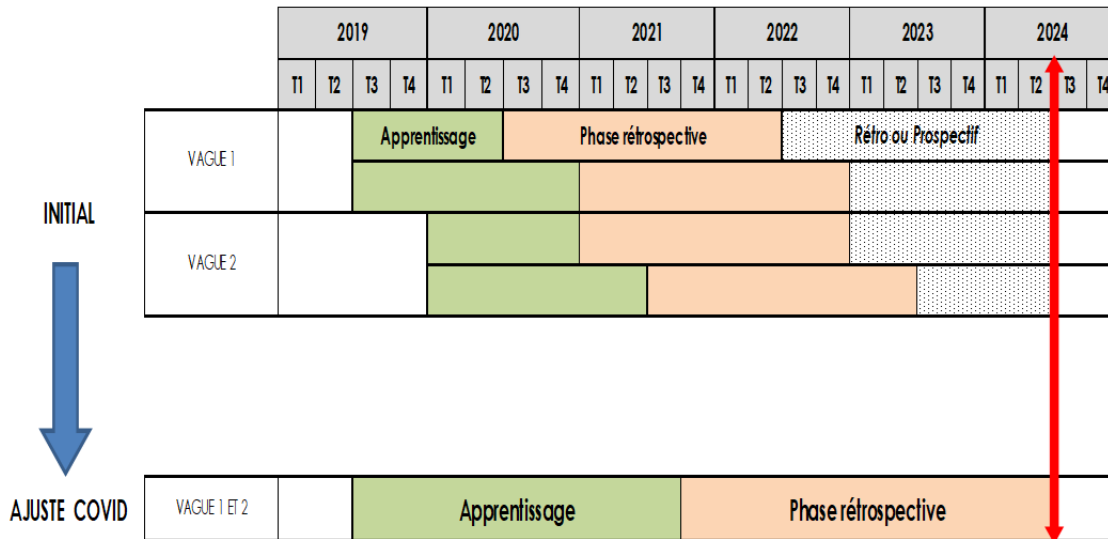 2019 2020 2021 2022 2023 2024
T1 T2 T3 T4 T1 T2 T3 T4 T1 T2 T3 T4 T1 T2 T3 T4 T1 T2 T3 T4 T1 T2 T3 T4
VAGUE 1 Apprentissage Phase rétrospective Rétro ou Prospectif
INITIAL
VAGUE 2
AJUSTE COVID VAGUE 1 ET 2 Apprentissage Phase rétrospective